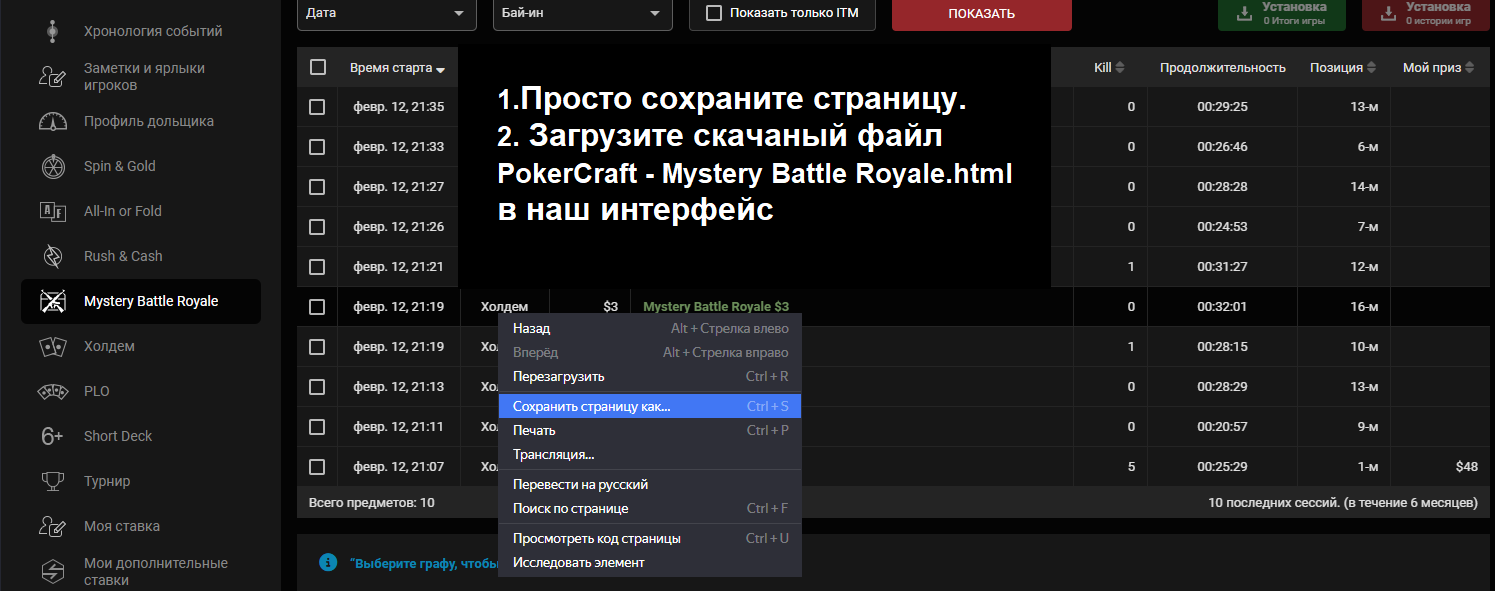 Хронология событий
Заметки и ярлыки
игроков
Профиль дольщика
Spin & Gold
All-In or Fold
Rush & Cash
Mystery Battle Royale
Холдем
PLO
6+ Short Deck
Турнир
Моя ставка
Мои дополнительные
ставки
Дата Бай-ин Показать только ITM ПОКАЗАТЬ
Установка
0 Итоги игры
Установка
0 истории игр
Время старта Kill Продолжительность Позиция Мой приз
1.Просто сохраните страницу.
2. Загрузите скачаный файл
PokerCraft - Mystery Battle Royale.html
в наш интерфейс
февр. 12, 21:35 0 00:29:25 13-м
февр. 12, 21:33 0 00:26:46 6-м
февр. 12, 21:27 0 00:28:28 14-м
февр. 12, 21:26 0 00:24:53 7-м
февр. 12, 21:21 1 00:31:27 12-м
февр. 12, 21:19 Холдем $3 Mystery Battle Royale $3 0 00:32:01 16-м
февр. 12, 21:19 Хо 1 00:28:15 10-м
февр. 12, 21:13 Хо 0 00:28:29 13-м
февр. 12, 21:11 Хо 0 00:20:57 9-м
февр. 12, 21:07 Хо 5 00:25:29 1-м $48
Всего предметов: 10 10 последних сессий. (в течение 6 месяцев)
"Выберите графу, чтобы
Назад Alt + Стрелка влево
Вперёд Alt + Стрелка вправо
Перезагрузить Ctrl + R
Сохранить страницу как... Ctrl + S
Печать Ctrl + P
Трансляция...
Перевести на русский
Поиск по странице Ctrl + F
Просмотреть код страницы Ctrl + U
Исследовать элемент